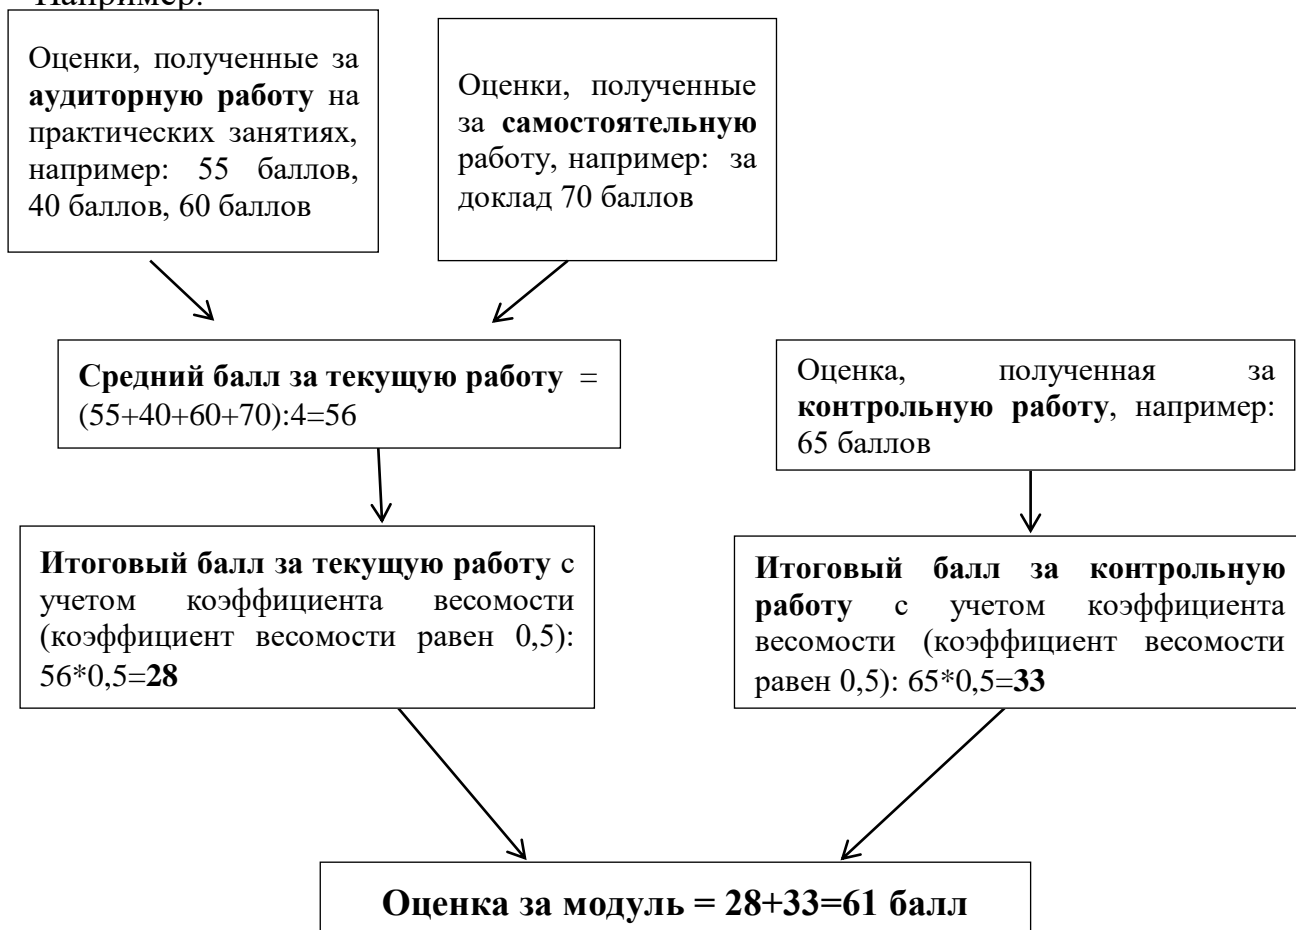 Например:
Оценки, полученные за
аудиторную работу на
практических занятиях,
например: 55 баллов,
40 баллов, 60 баллов
Оценки, полученные
за самостоятельную
работу, например: за
доклад 70 баллов
Средний балл за текущую работу =
(55+40+60+70):4=56
Оценка, полученная за
контрольную работу, например:
65 баллов
Итоговый балл за текущую работу с
учетом коэффициента весомости
(коэффициент весомости равен 0,5):
56*0,5=28
Итоговый балл за контрольную
работу с учетом коэффициента
весомости (коэффициент весомости
равен 0,5): 65*0,5=33
Оценка за модуль = 28+33=61 балл